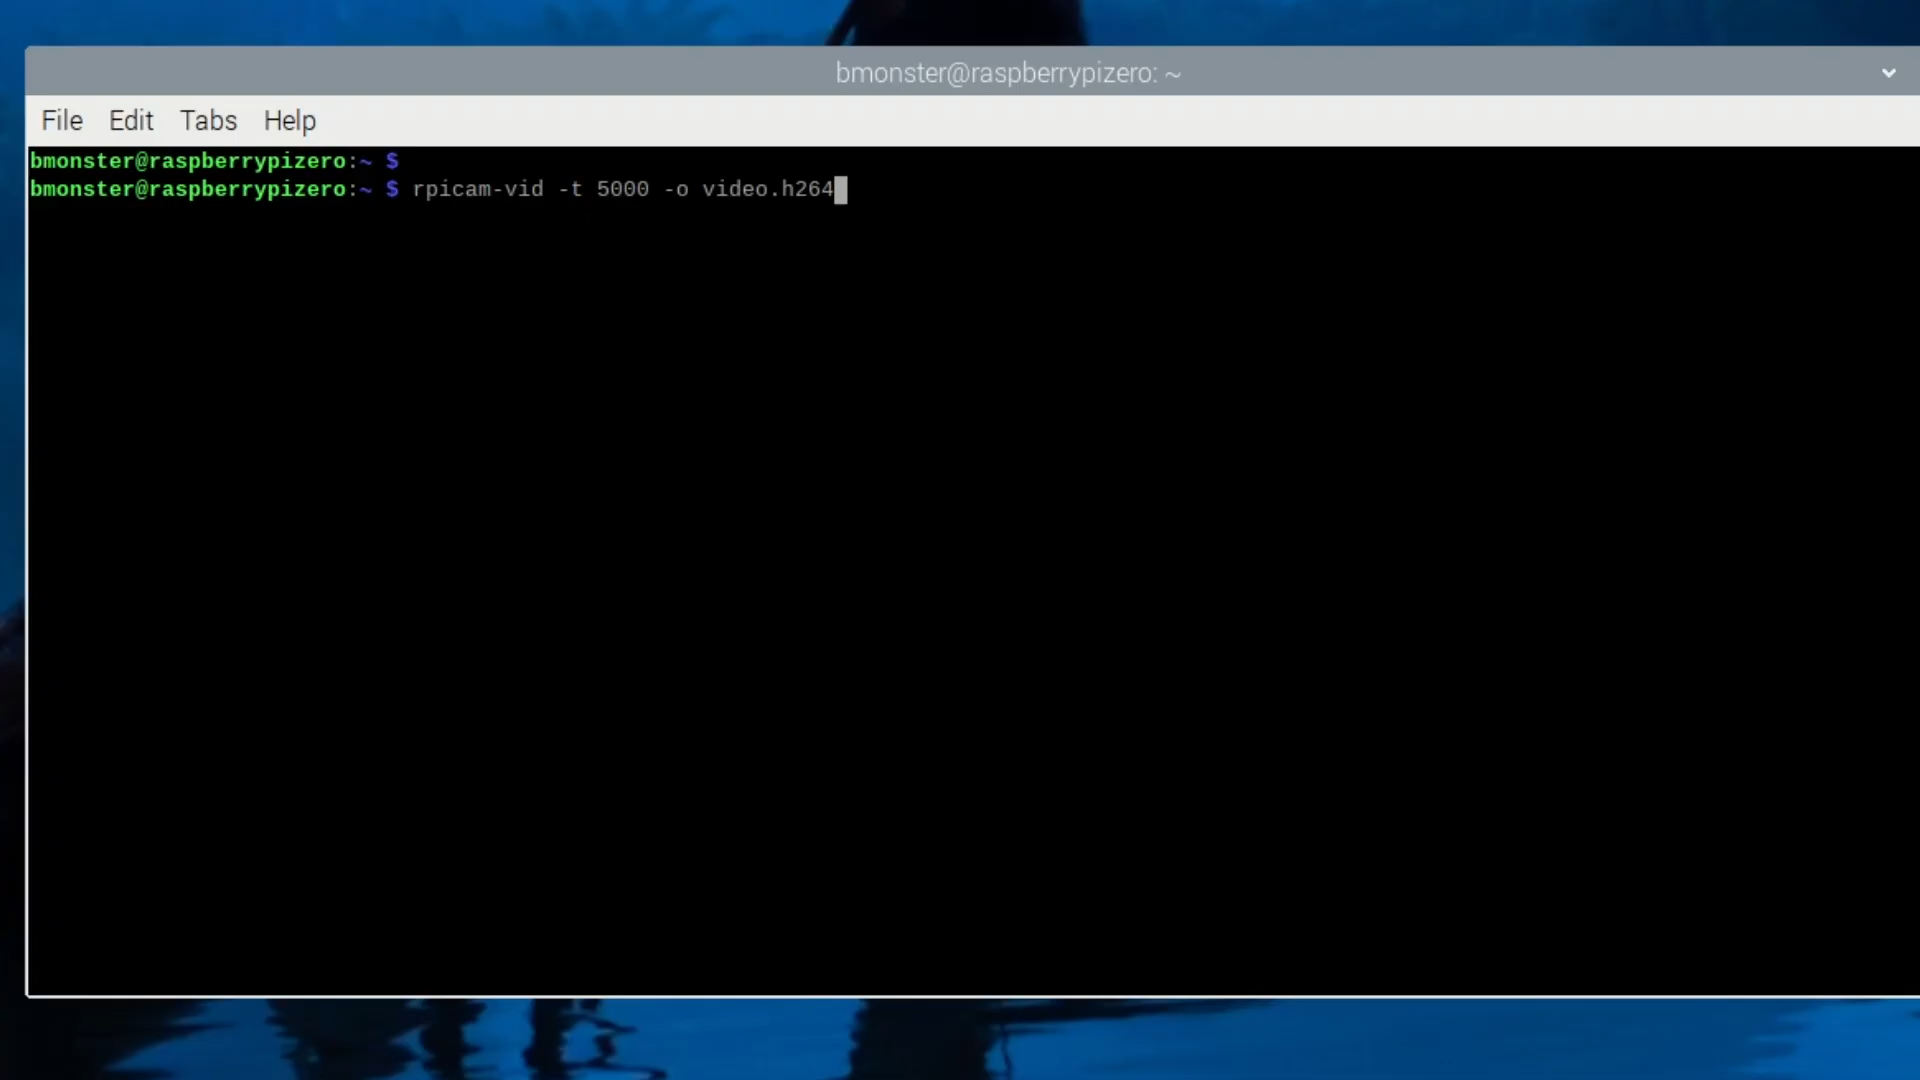 bmonster@raspberrypizero: ~
File Edit Tabs Help
bmonster@raspberrypizero:~ $
bmonster@raspberrypizero:~ $ rpicam-vid -t 5000 -o video.h264